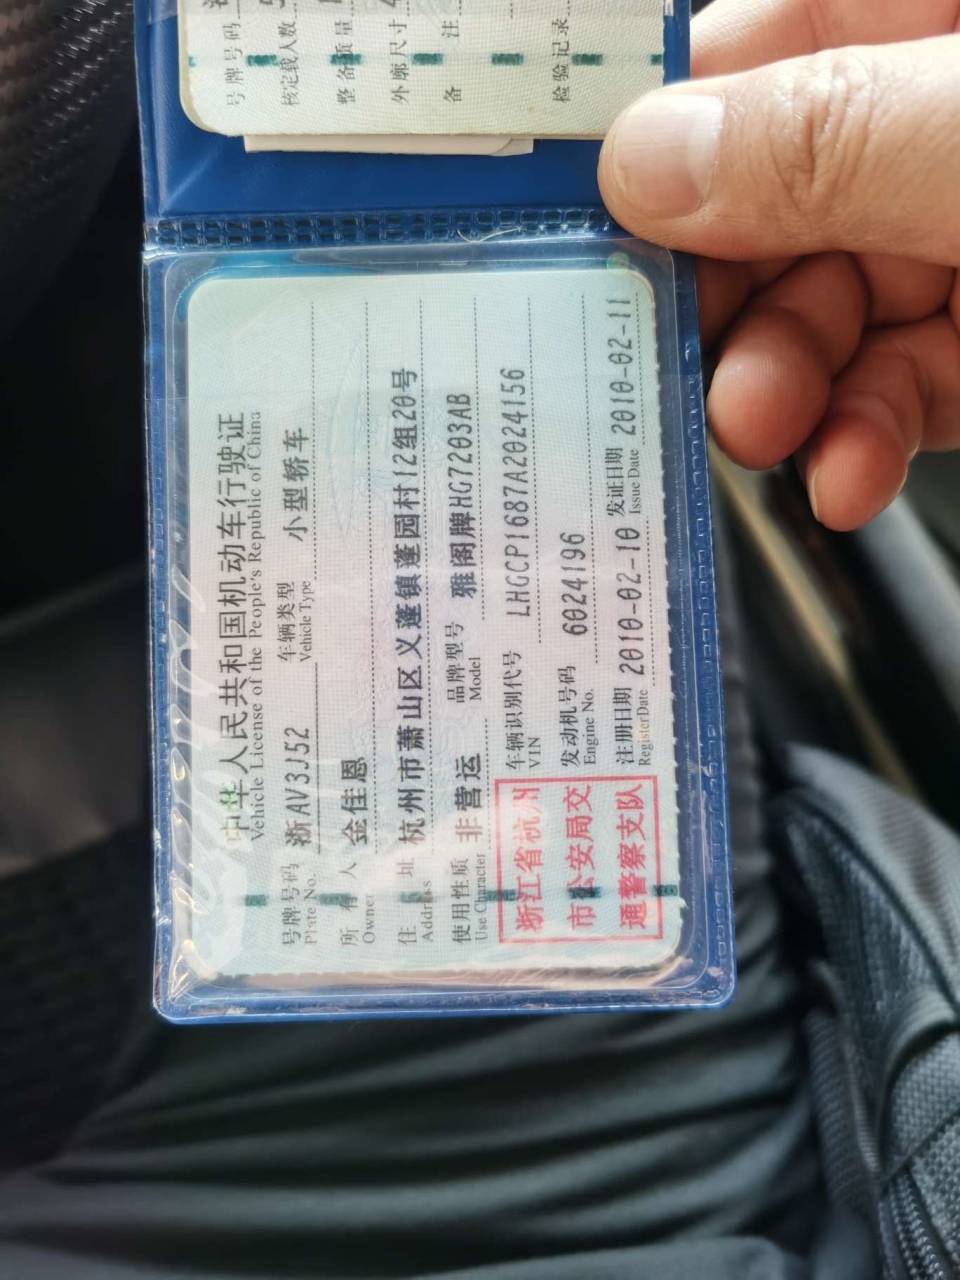 中华人民共和国机动车行驶证
Vehicle License of the People's Republic of China
号牌号码 浙AV3J52 车辆类型 小型轿车
Plate No. Vehicle Type
所有人 金佳恩
Owner
住址 杭州市萧山区义蓬镇蓬园村12组20号
Address
使用性质 非营运 品牌型号 雅阁牌HG7203AB
Use Character Model
浙江省杭州
市公安局交
通警察支队
车辆识别代号 LHGCP1687A2024156
VIN
发动机号码 6024196
Engine No.
注册日期 2010-02-10 发证日期 2010-02-11
Register Date Issue Date
号牌号码
核定载人数
整备质量
外廓尺寸
备注
检验记录